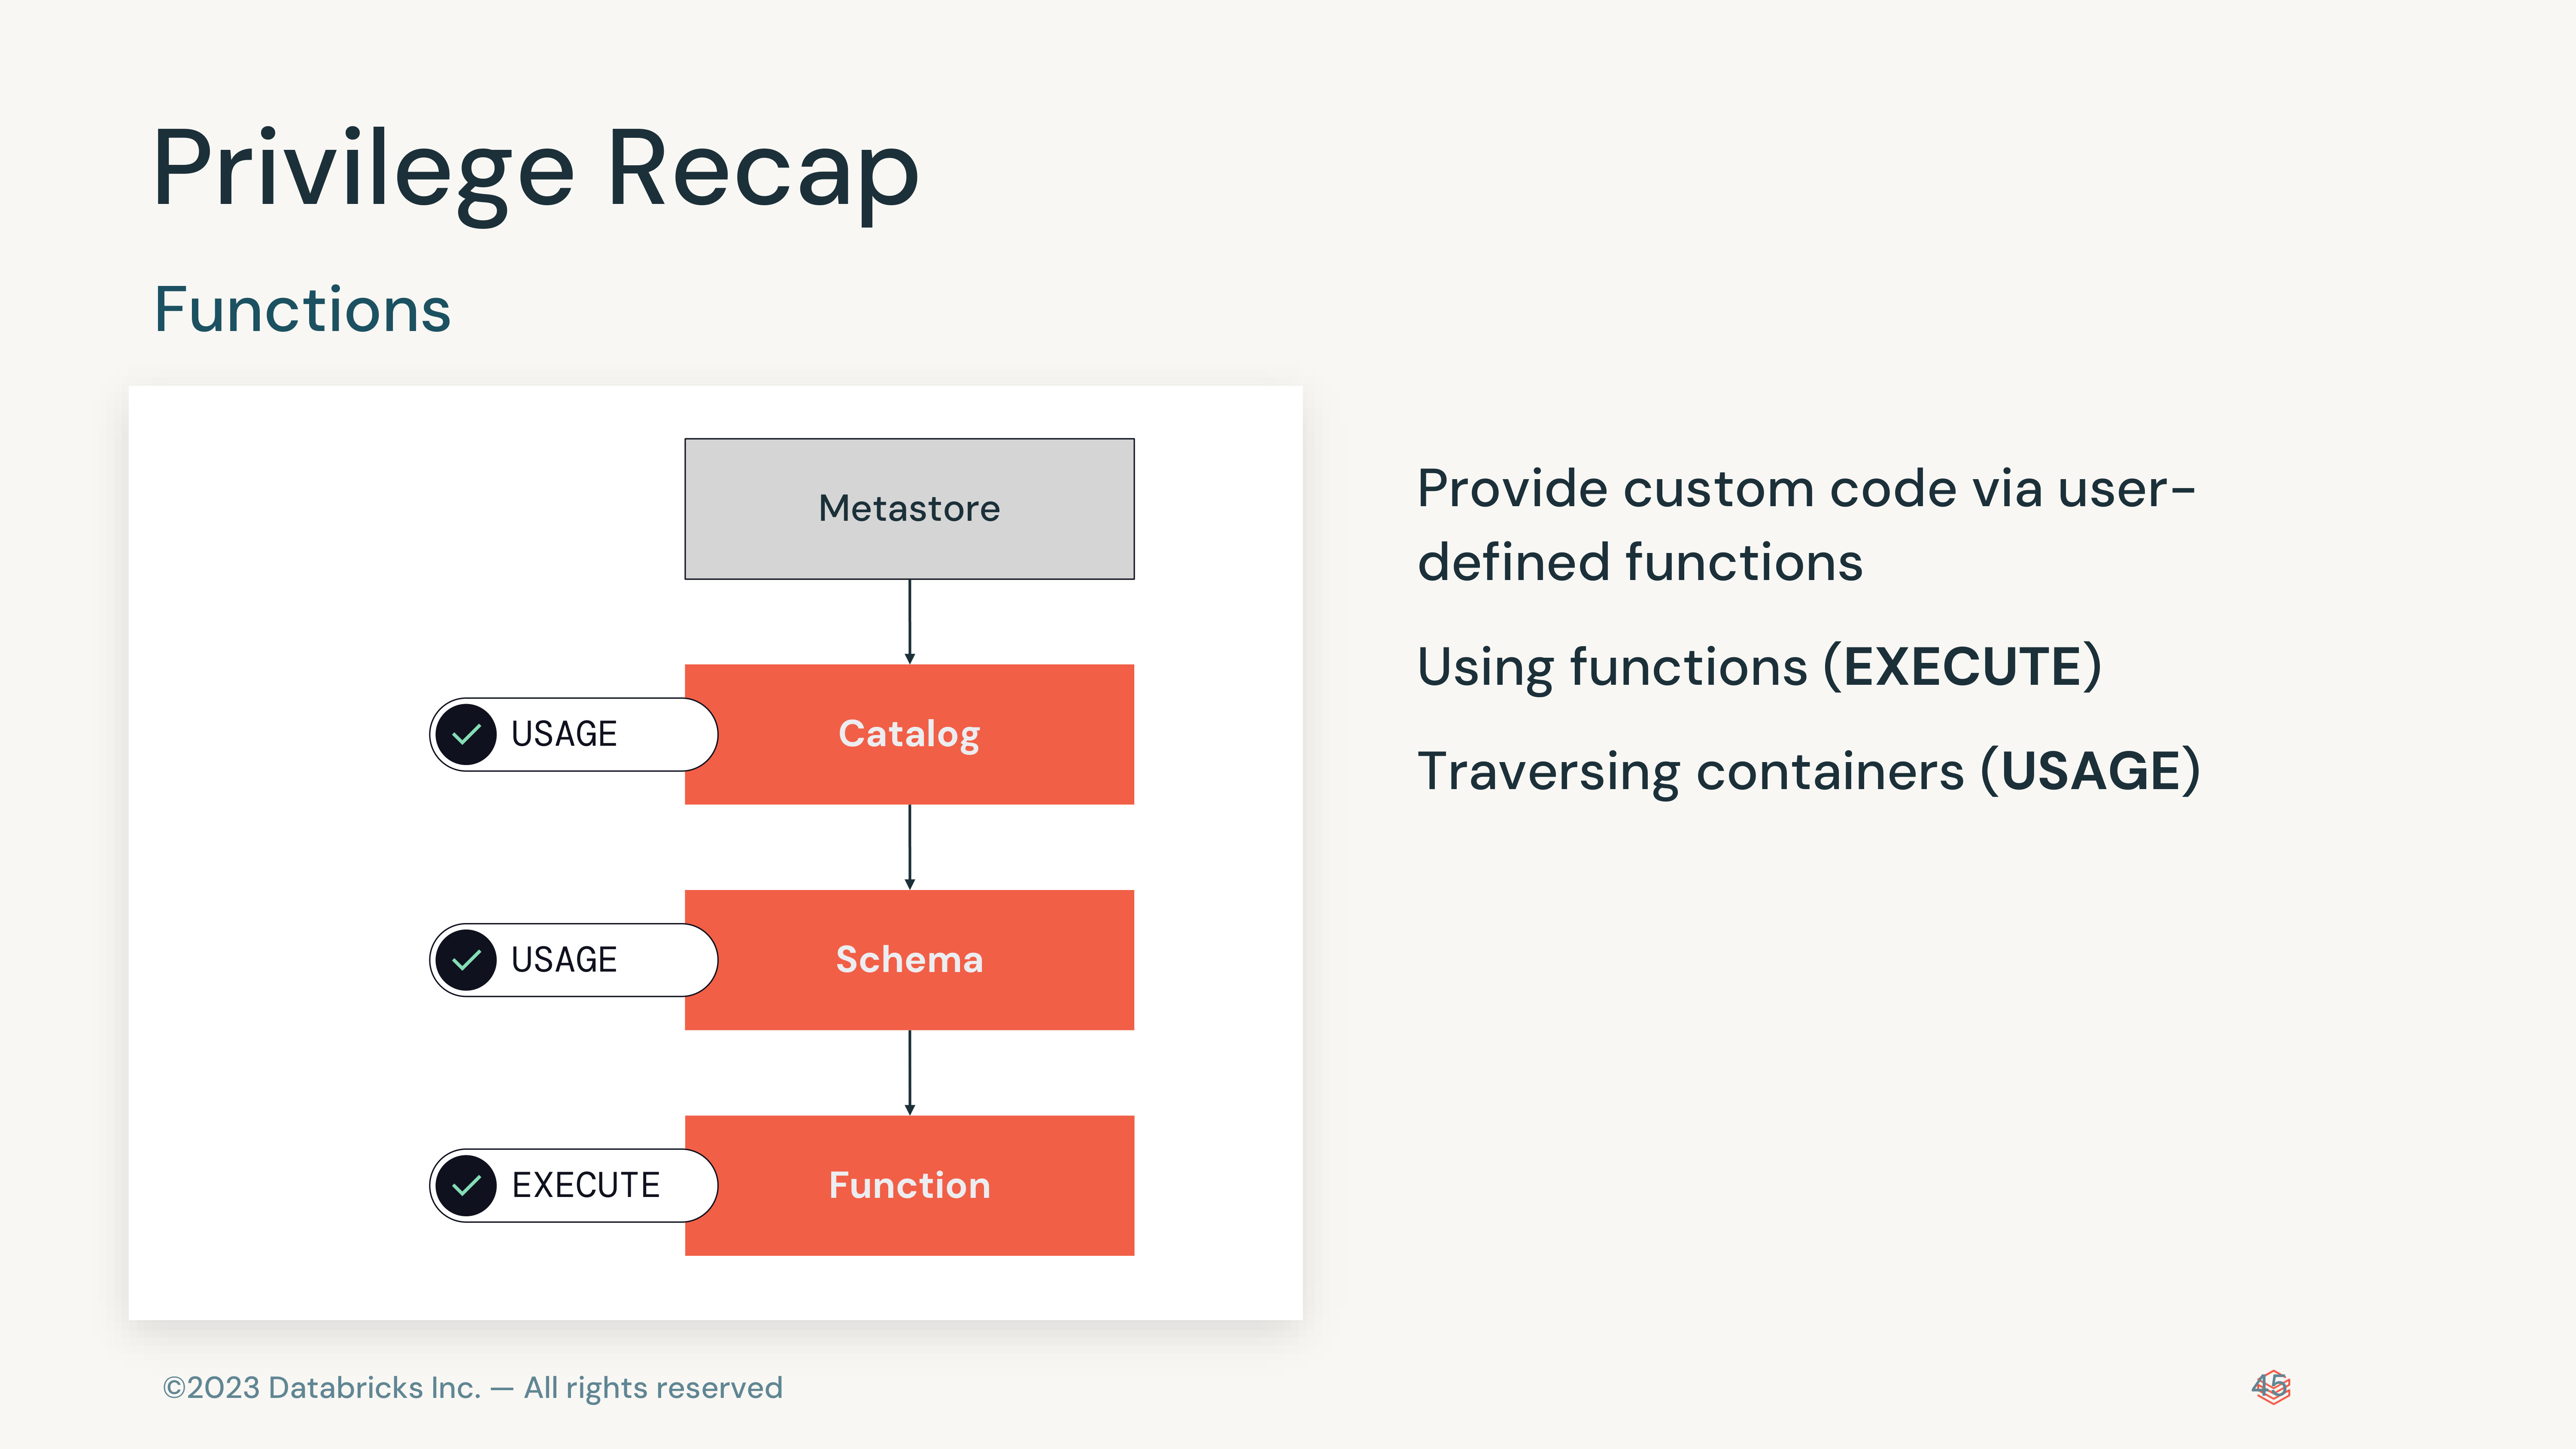 Privilege Recap
Functions
Metastore
USAGE
Catalog
USAGE
Schema
EXECUTE
Function
Provide custom code via user-
defined functions
Using functions (EXECUTE)
Traversing containers (USAGE)
©2023 Databricks Inc. — All rights reserved
45